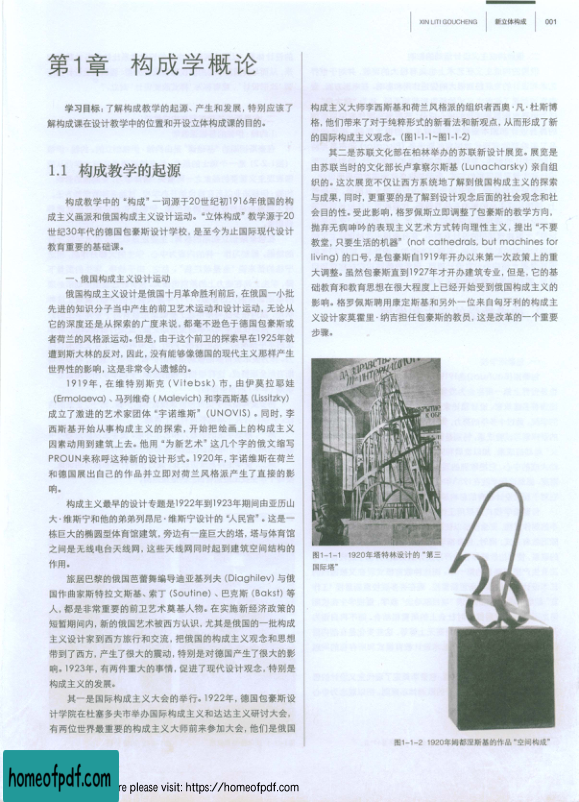 XIN LITI GOUCHENG 新立体构成 001
第1章 构成学概论
学习目标：了解构成教学的起源、产生和发展，特别应该了
解构成课在设计教学中的位置和开设立体构成课的目的。
1.1 构成教学的起源
构成教学中的“构成”一词源于20世纪初1916年俄国的构
成主义画派和俄国构成主义设计运动。“立体构成”教学源于20
世纪30年代的德国包豪斯设计学校，是至今为止国际现代设计
教育重要的基础课。
一、俄国构成主义设计运动
俄国构成主义设计是俄国十月革命胜利前后，在俄国一小批
先进的知识分子当中产生的前卫艺术运动和设计运动，无论从
它的深度还是从探索的广度来说，都毫不逊色于德国包豪斯或
者荷兰的风格派运动。但是，由于这个前卫的探索早在1925年就
遭到斯大林的反对，因此，没有能够像德国的现代主义那样产生
世界性的影响，这是非常令人遗憾的。
1919年，在维特别斯克（Vitebsk）市，由伊莫拉耶娃
（Ermolaeva）、马列维奇（Malevich）和李西斯基（Lissitzky）
成立了激进的艺术家团体“宇诺维斯”（UNOVIS）。同时，李
西斯基开始从事构成主义的探索，开始把绘画上的构成主义
因素动用到建筑上去。他用“为新艺术”这几个字的俄文缩写
PROUN来称呼这种新的设计形式。1920年，宇诺维斯在荷兰
和德国展出自己的作品并立即对荷兰风格派产生了直接的影
响。
构成主义最早的设计专题是1922年到1923年期间由亚历山
大·维斯宁和他的弟弟列昂尼·维斯宁设计的“人民宫”。这是一
栋巨大的椭圆型体育馆建筑，旁边有一座巨大的塔，塔与体育馆
之间是无线电台天线网，这些天线网同时起到建筑空间结构的
作用。
旅居巴黎的俄国芭蕾舞编导迪亚基列夫（Diaghilev）与俄
国作曲家斯特拉文斯基、索丁（Soutine）、巴克斯（Bakst）等
人，都是非常重要的前卫艺术奠基人物。在实施新经济政策的
短暂期间内，新的俄国艺术被西方认识，尤其是俄国的一批构成
主义设计家到西方旅行和交流，把俄国的构成主义观念和思想
带到了西方，产生了很大的震动，特别是对德国产生了很大的影
响。1923年，有两件重大的事情，促进了现代设计观念，特别是
构成主义的发展。
其一是国际构成主义大会的举行。1922年，德国包豪斯设
计学院在杜塞多夫市举办国际构成主义和达达主义研讨大会，
有两位世界最重要的构成主义大师前来参加大会，他们是俄国
构成主义大师李西斯基和荷兰风格派的组织者西奥·凡·杜斯博
格，他们带来了对于纯粹形式的新看法和新观点，从而形成了新
的国际构成主义观念。（图1-1-1~图1-1-2）
其二是苏联文化部在柏林举办的苏联新设计展览。展览是
由苏联当时的文化部长卢拿察尔斯基（Lunacharsky）亲自组
织的。这次展览不仅让西方系统地了解到俄国构成主义的探索
与成果，同时，更重要的是了解到设计观念后面的社会观念和社
会目的性。受此影响，格罗佩斯立即调整了包豪斯的教学方向，
抛弃无病呻吟的表现主义艺术方式转向理性主义，提出“不要
教堂，只要生活的机器”（not cathedrals, but machines for
living）的口号，是包豪斯自1919年开办以来第一次政策上的重
大调整。虽然包豪斯直到1927年才开办建筑专业，但是，它的基
础教育和教育思想在很大程度上已经开始受到俄国构成主义的
影响。格罗佩斯聘用康定斯基和另外一位来自匈牙利的构成主
义设计家莫霍里·纳吉担任包豪斯的教员，这是改革的一个重要
步骤。
图1-1-1 1920年塔特林设计的“第三
国际塔”
图1-1-2 1920年姆都涅斯基的作品“空间构成”
homeofpdf.com
re please visit: https://homeofpdf.com